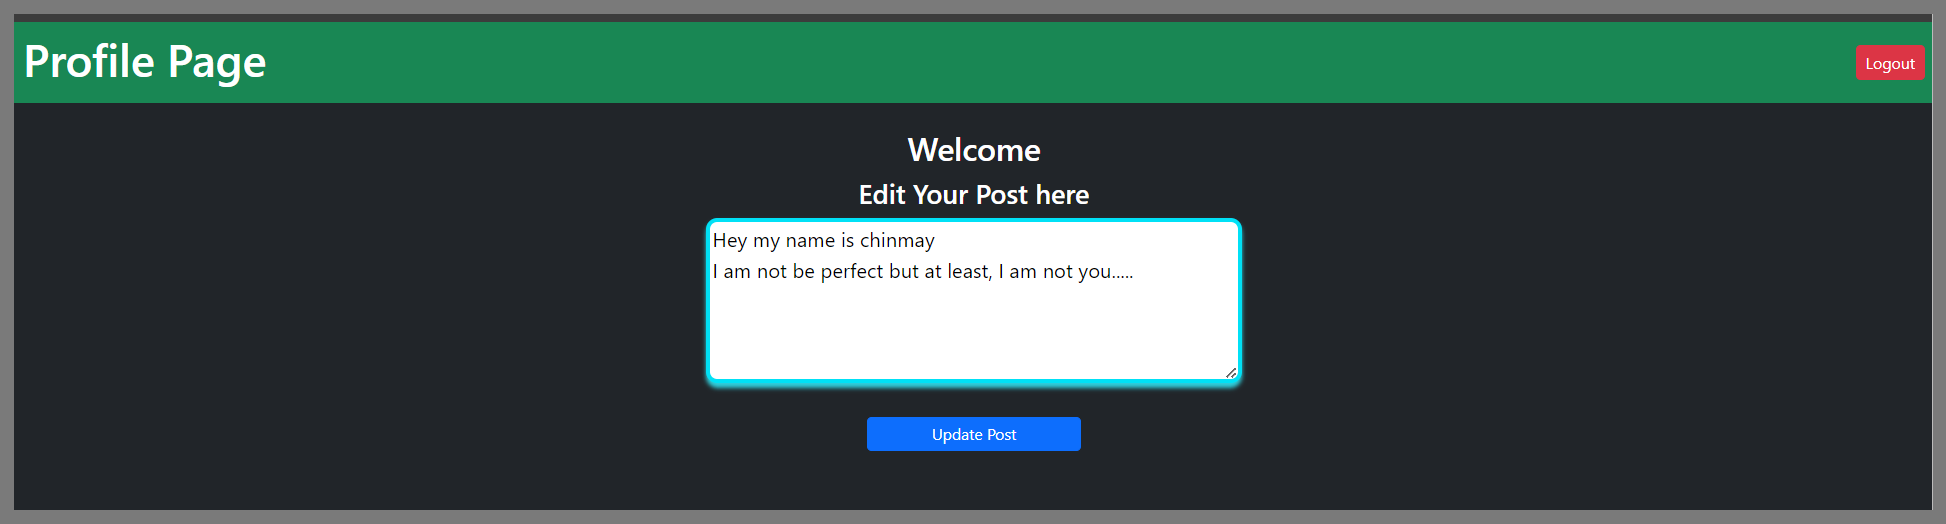 Profile Page
Logout
Welcome
Edit Your Post here
Hey my name is chinmay
I am not be perfect but at least, I am not you.....
Update Post